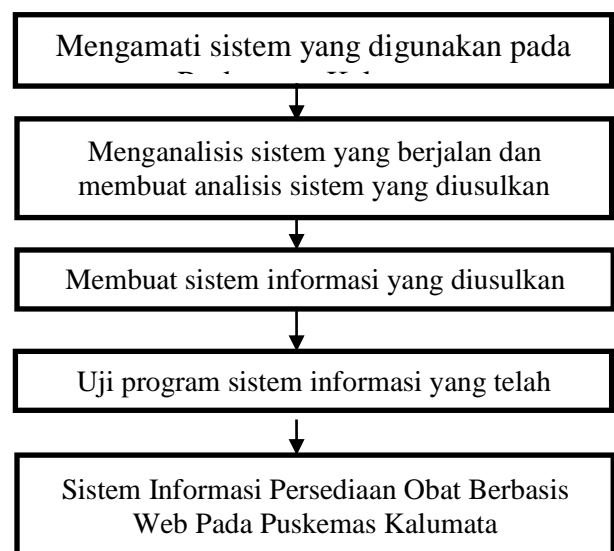 Mengamati sistem yang digunakan pada
Menganalisis sistem yang berjalan dan
membuat analisis sistem yang diusulkan
Membuat sistem informasi yang diusulkan
Uji program sistem informasi yang telah
Sistem Informasi Persediaan Obat Berbasis
Web Pada Puskemas Kalumata